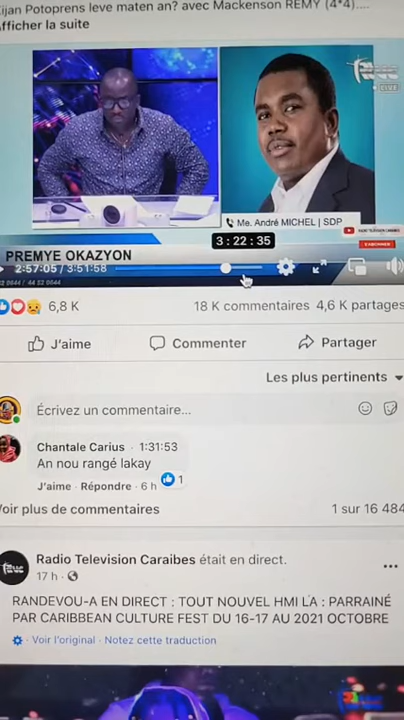 ijan Potoprens leve maten an? avec Mackenson REMY (4*4)....
Afficher la suite
LIVE
Me. André MICHEL | SDP
3:22:35
S'ABONNER
PREMYE OKAZYON
2:57:05 / 3:51:58
6,8 K
18 K commentaires 4,6 K partages
J'aime
Commenter
Partager
Les plus pertinents
Écrivez un commentaire...
Chantale Carius · 1:31:53
An nou rangé lakay
J'aime · Répondre · 6 h
1
Voir plus de commentaires
1 sur 16 484
Radio Television Caraibes était en direct.
17 h ·
RANDEVOU-A EN DIRECT : TOUT NOUVEL HMI LA : PARRAINÉ
PAR CARIBBEAN CULTURE FEST DU 16-17 AU 2021 OCTOBRE
Voir l'original · Notez cette traduction